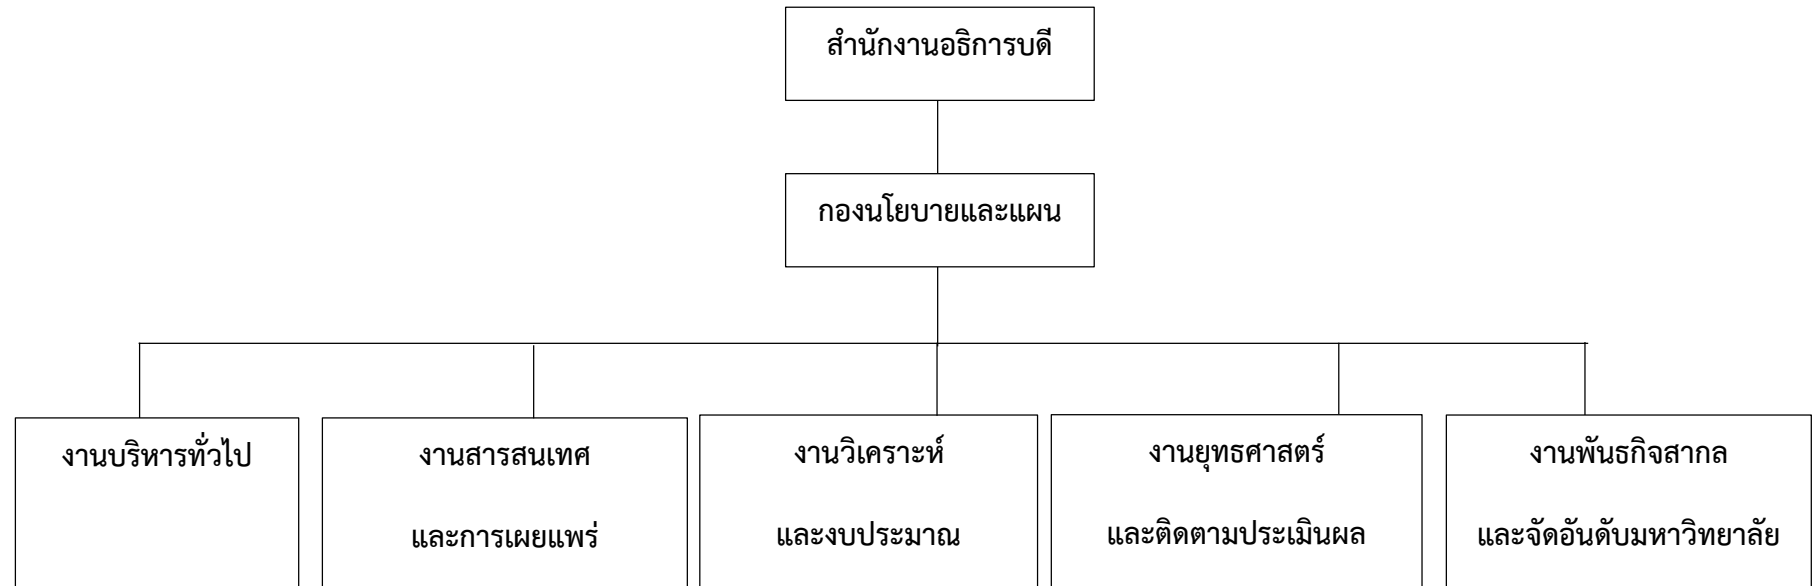 สำนักงานอธิการบดี
กองนโยบายและแผน
งานบริหารทั่วไป
งานสารสนเทศ
และการเผยแพร่
งานวิเคราะห์
และงบประมาณ
งานยุทธศาสตร์
และติดตามประเมินผล
งานพันธกิจสากล
และจัดอันดับมหาวิทยาลัย